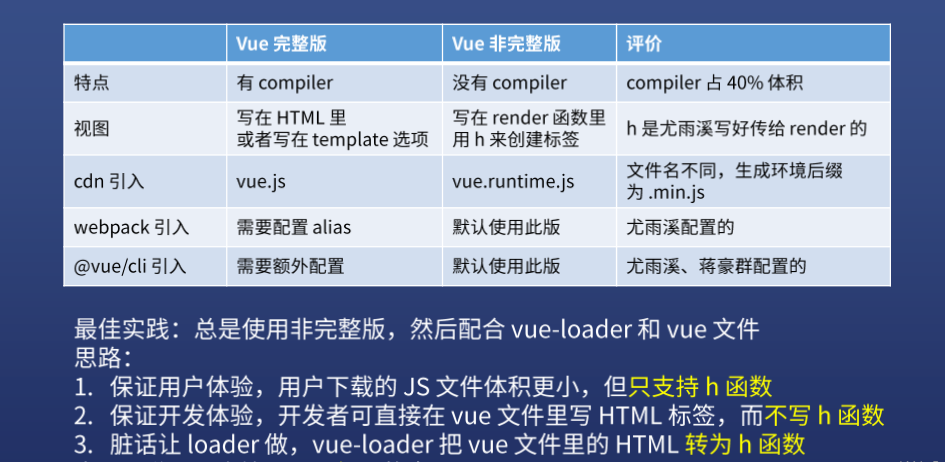 Vue 完整版 Vue 非完整版 评价
特点 有 compiler 没有 compiler compiler 占 40% 体积
视图 写在 HTML 里 写在 render 函数里 h 是尤雨溪写好传给 render 的
或者写在 template 选项 用 h 来创建标签
cdn 引入 vue.js vue.runtime.js 文件名不同，生成环境后缀
为 .min.js
webpack 引入 需要配置 alias 默认使用此版 尤雨溪配置的
@vue/cli 引入 需要额外配置 默认使用此版 尤雨溪、蒋豪群配置的
最佳实践：总是使用非完整版，然后配合 vue-loader 和 vue 文件
思路：
1. 保证用户体验，用户下载的 JS 文件体积更小，但只支持 h 函数
2. 保证开发体验，开发者可直接在 vue 文件里写 HTML 标签，而不写 h 函数
3. 脏话让 loader 做，vue-loader 把 vue 文件里的 HTML 转为 h 函数